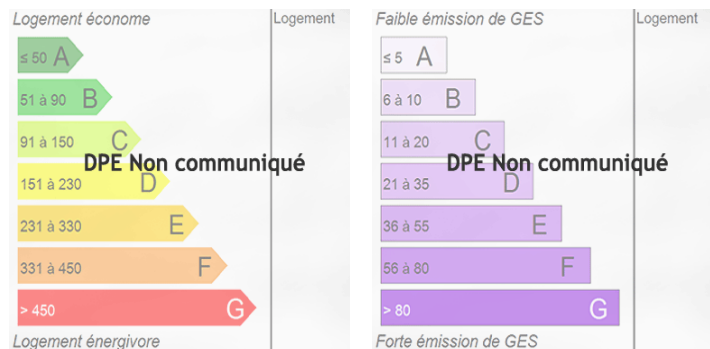 Logement économe
Logement
≤ 50 A
51 à 90 B
91 à 150 C
DPE Non communiqué
151 à 230 D
231 à 330 E
331 à 450 F
> 450 G
Logement énergivore
Faible émission de GES
Logement
≤ 5 A
6 à 10 B
11 à 20 C
DPE Non communiqué
21 à 35 D
36 à 55 E
56 à 80 F
> 80 G
Forte émission de GES